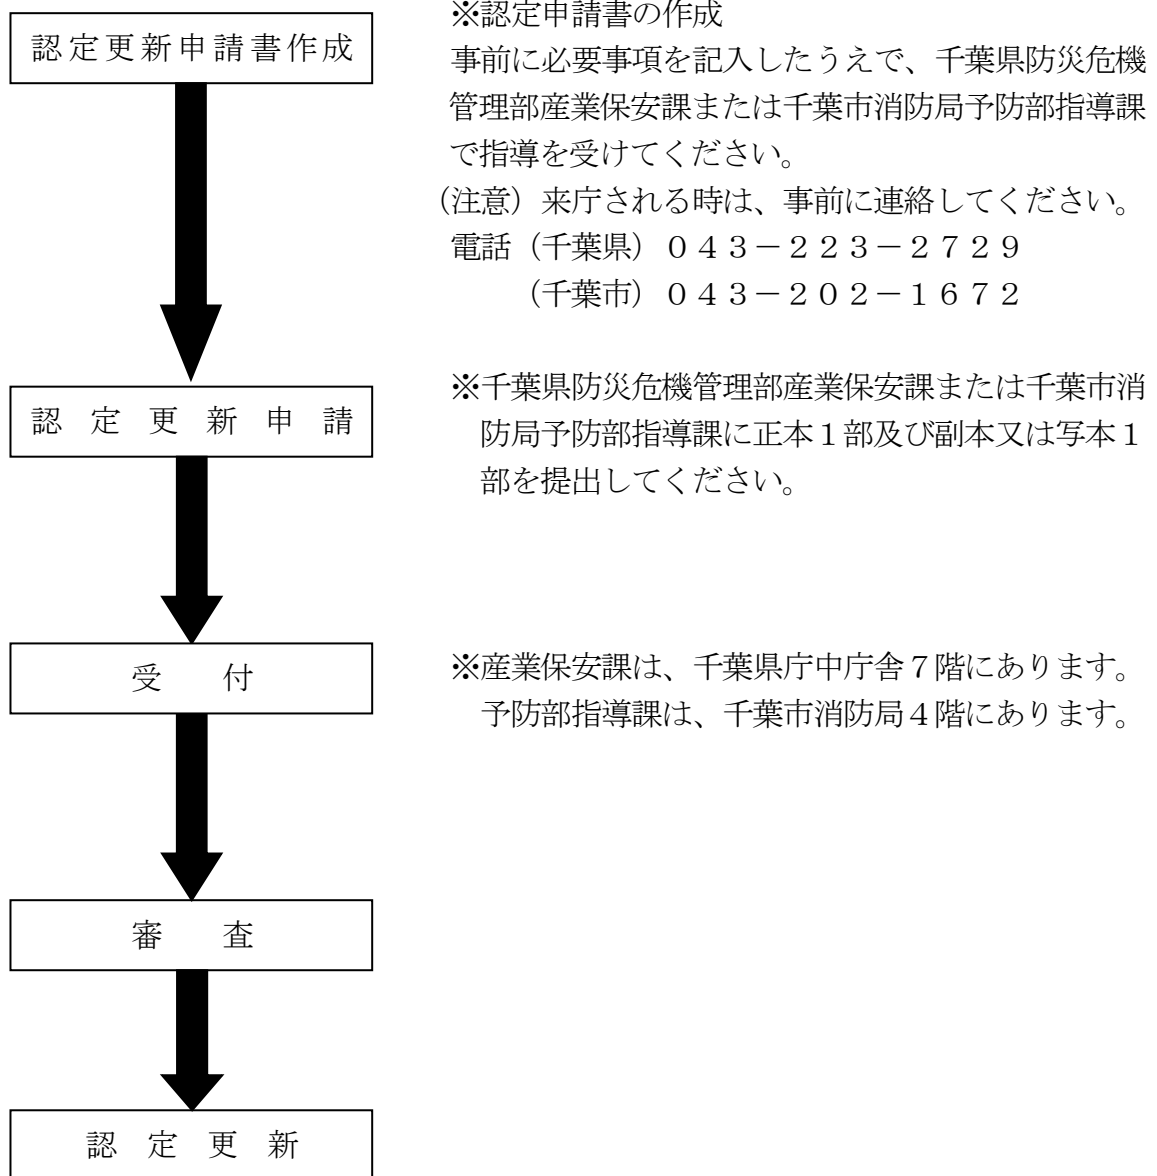 認定更新申請書作成
※認定申請書の作成
事前に必要事項を記入したうえで、千葉県防災危機
管理部産業保安課または千葉市消防局予防部指導課
で指導を受けてください。
（注意）来庁される時は、事前に連絡してください。
電話（千葉県）０４３－２２３－２７２９
（千葉市）０４３－２０２－１６７２
認定更新申請
※千葉県防災危機管理部産業保安課または千葉市消
防局予防部指導課に正本１部及び副本又は写本１
部を提出してください。
受付
※産業保安課は、千葉県庁中庁舎７階にあります。
予防部指導課は、千葉市消防局４階にあります。
審査
認定更新